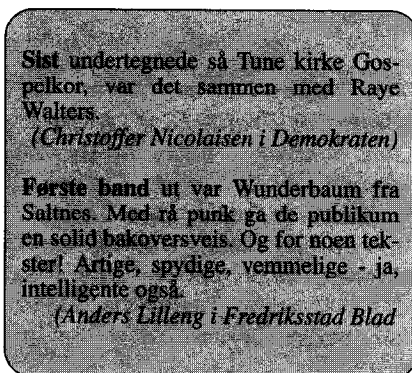 Sist undertegnede så Tune kirke Gos-
pelkor, var det sammen med Raye
Walters.
(Christoffer Nicolaisen i Demokraten)
Første band ut var Wunderbaum fra
Saltnes. Med rå punk ga de publikum
en solid bakoversveis. Og for noen tek-
ster! Artige, spydige, vemmelige - ja,
intelligente også.
(Anders Lilleng i Fredriksstad Blad